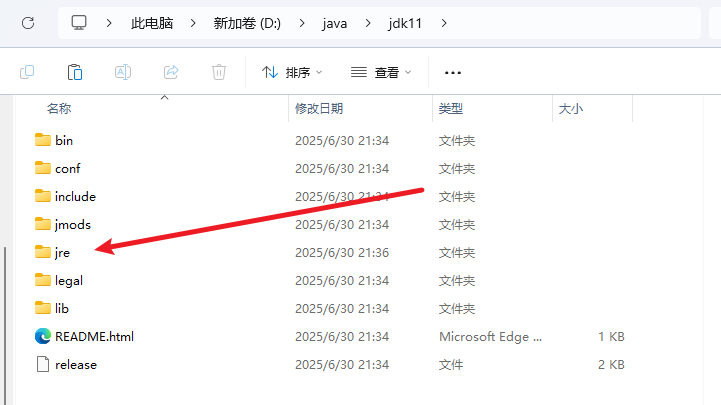 此电脑 > 新加卷 (D:) > java > jdk11 >
排序 查看 ...
名称 修改日期 类型 大小
bin 2025/6/30 21:34 文件夹
conf 2025/6/30 21:34 文件夹
include 2025/6/30 21:34 文件夹
jmods 2025/6/30 21:34 文件夹
jre 2025/6/30 21:36 文件夹
legal 2025/6/30 21:34 文件夹
lib 2025/6/30 21:34 文件夹
README.html 2025/6/30 21:34 Microsoft Edge ... 1 KB
release 2025/6/30 21:34 文件 2 KB